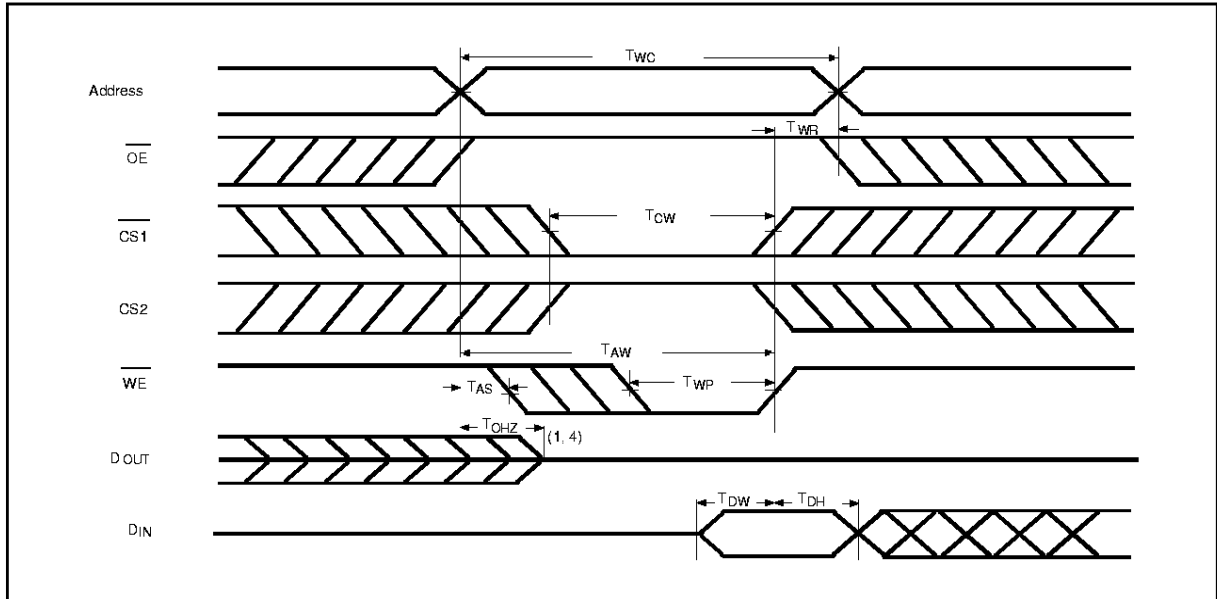 TWC
Address
TWR
OE
TCW
CS1
CS2
TAW
WE
TAS
TWP
TOHZ
(1, 4)
DOUT
TDW
TDH
DIN